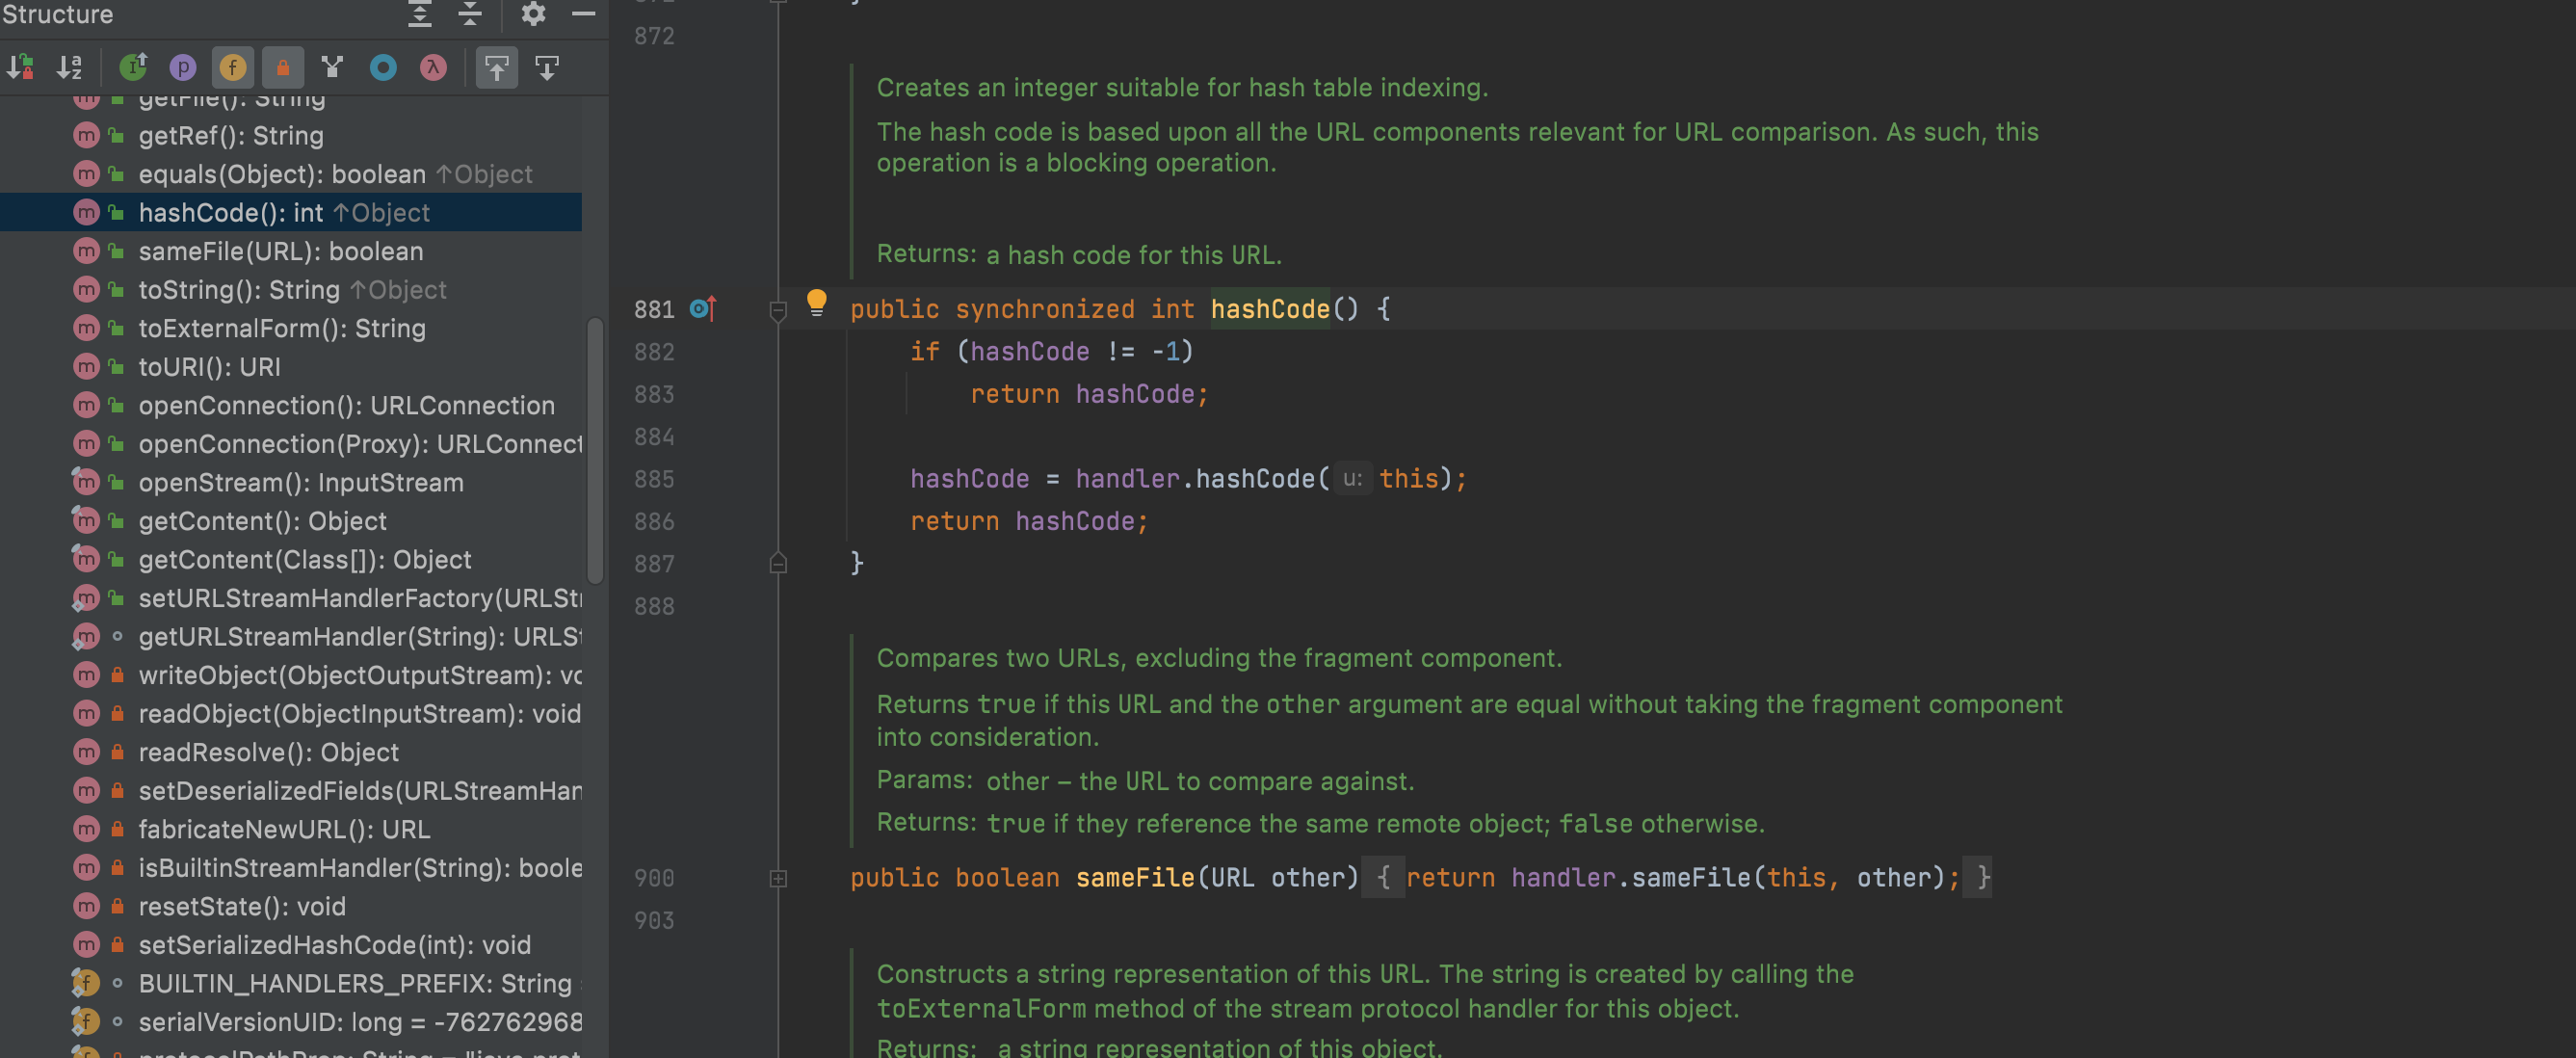 Structure
getFile(): String
getRef(): String
equals(Object): boolean ↑Object
hashCode(): int ↑Object
sameFile(URL): boolean
toString(): String ↑Object
toExternalForm(): String
toURI(): URI
openConnection(): URLConnection
openConnection(Proxy): URLConnect
openStream(): InputStream
getContent(): Object
getContent(Class[]): Object
setURLStreamHandlerFactory(URLStr
getURLStreamHandler(String): URLSt
writeObject(ObjectOutputStream): vo
readObject(ObjectInputStream): void
readResolve(): Object
setDeserializedFields(URLStreamHan
fabricateNewURL(): URL
isBuiltinStreamHandler(String): boole
resetState(): void
setSerializedHashCode(int): void
BUILTIN_HANDLERS_PREFIX: String =
serialVersionUID: long = -762762968
protocolPathProp: String = "java.prot
872
Creates an integer suitable for hash table indexing.
The hash code is based upon all the URL components relevant for URL comparison. As such, this
operation is a blocking operation.
Returns: a hash code for this URL.
881 public synchronized int hashCode() {
882 if (hashCode != -1)
883 return hashCode;
884
885 hashCode = handler.hashCode( u: this);
886 return hashCode;
887 }
888
Compares two URLs, excluding the fragment component.
Returns true if this URL and the other argument are equal without taking the fragment component
into consideration.
Params: other – the URL to compare against.
Returns: true if they reference the same remote object; false otherwise.
900 public boolean sameFile(URL other) { return handler.sameFile(this, other); }
903
Constructs a string representation of this URL. The string is created by calling the
toExternalForm method of the stream protocol handler for this object.
Returns: a string representation of this object.